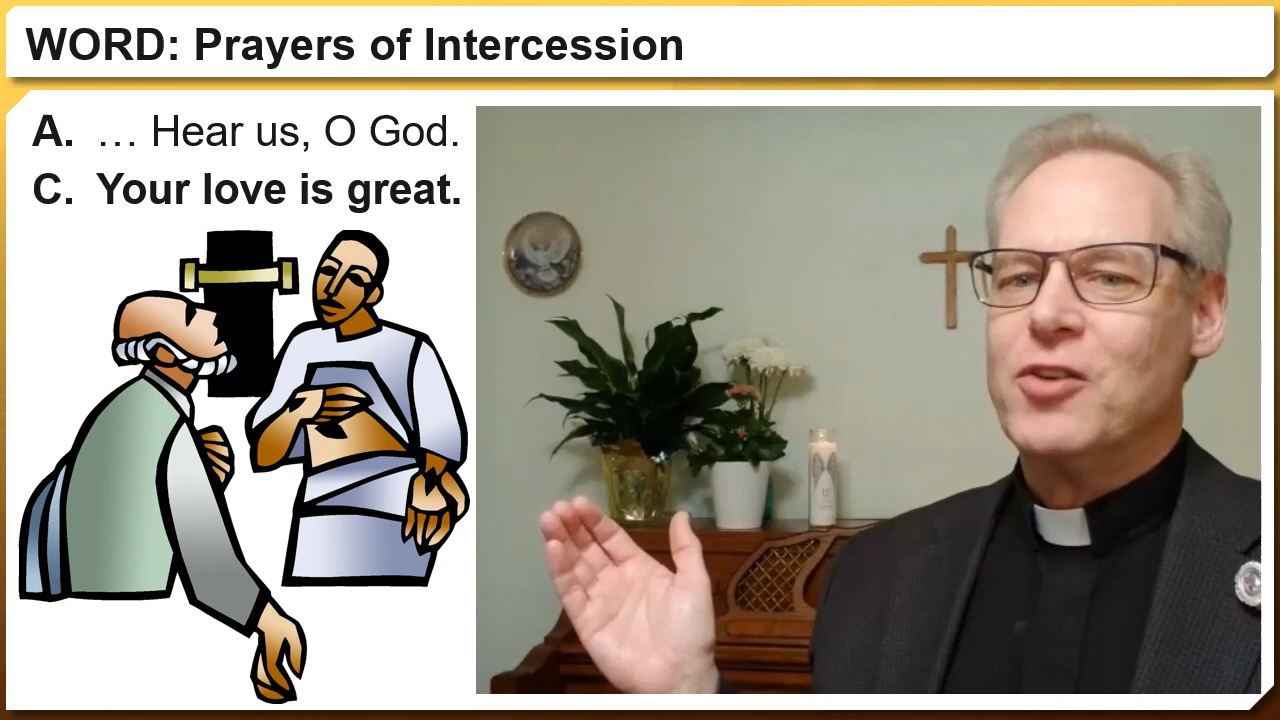 WORD: Prayers of Intercession
A. … Hear us, O God.
C. Your love is great.